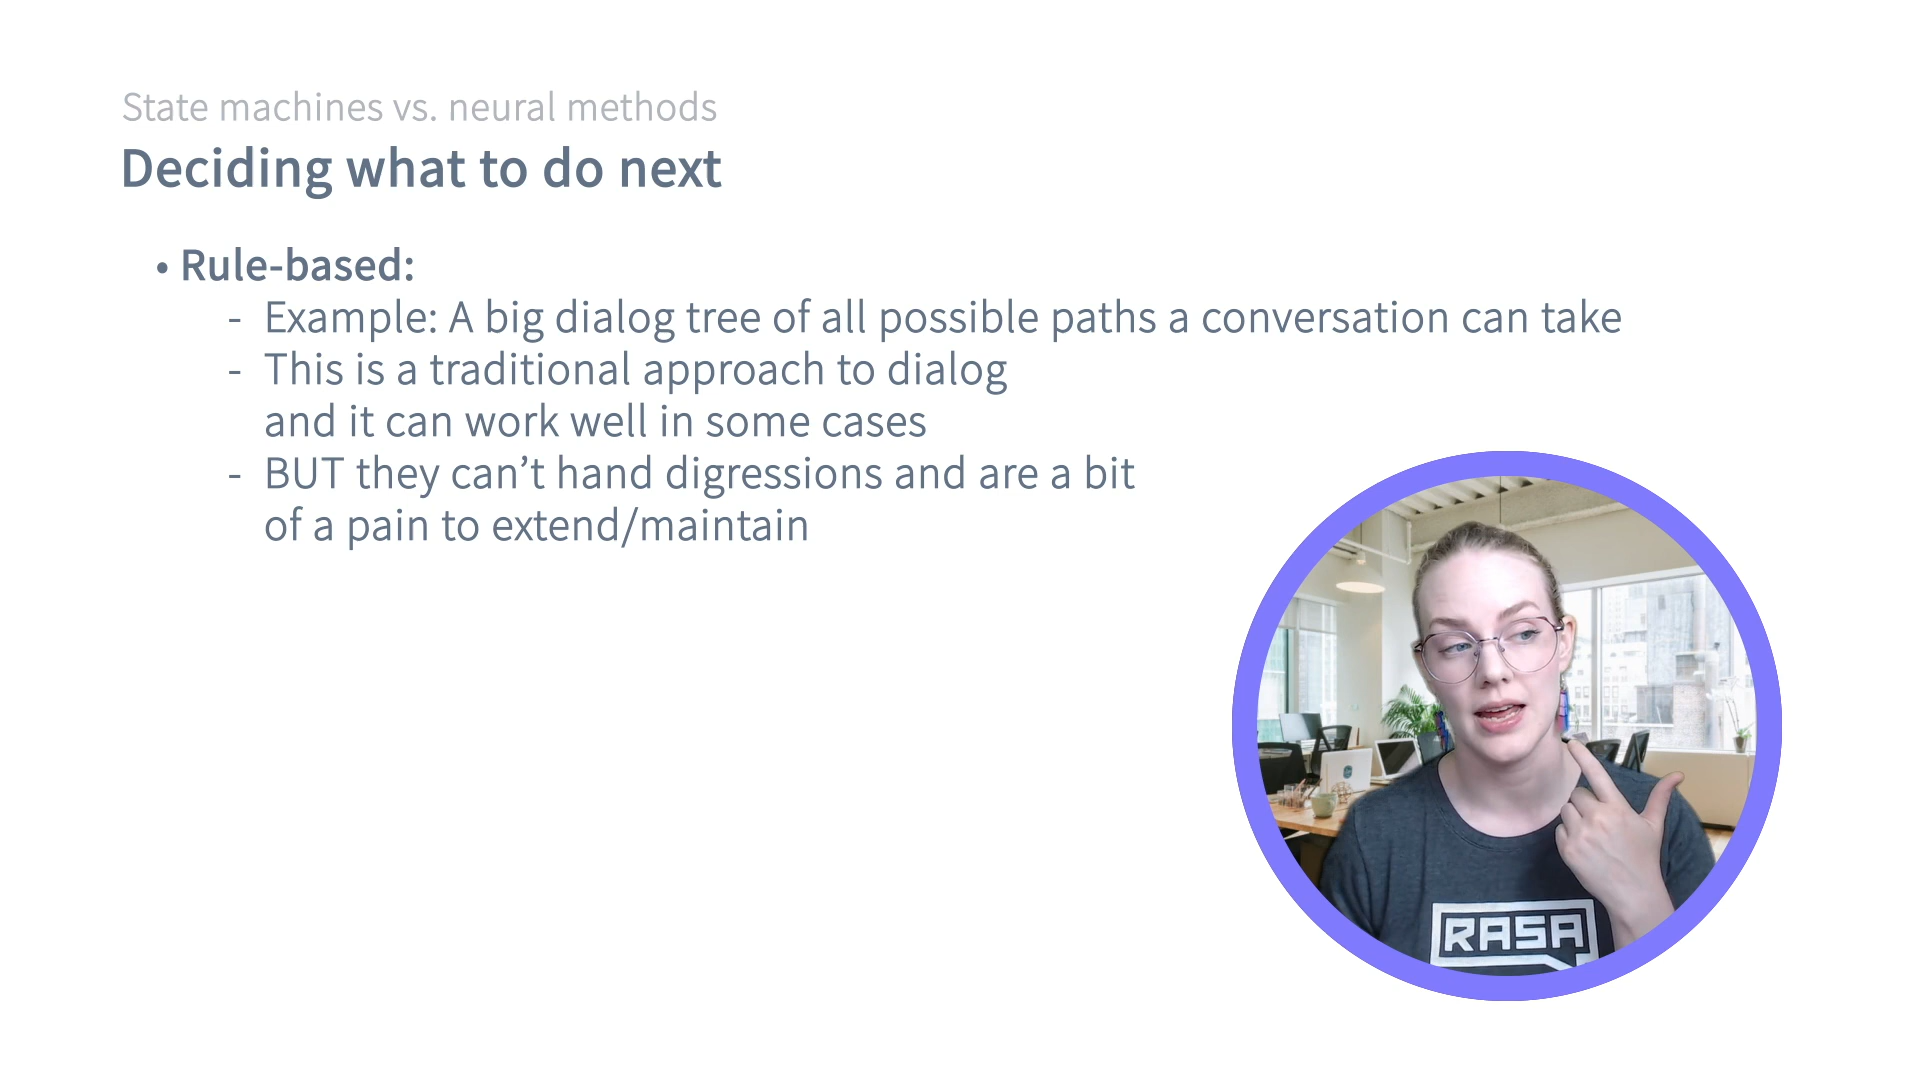 State machines vs. neural methods
Deciding what to do next
• Rule-based:
- Example: A big dialog tree of all possible paths a conversation can take
- This is a traditional approach to dialog
and it can work well in some cases
- BUT they can’t hand digressions and are a bit
of a pain to extend/maintain
RASA